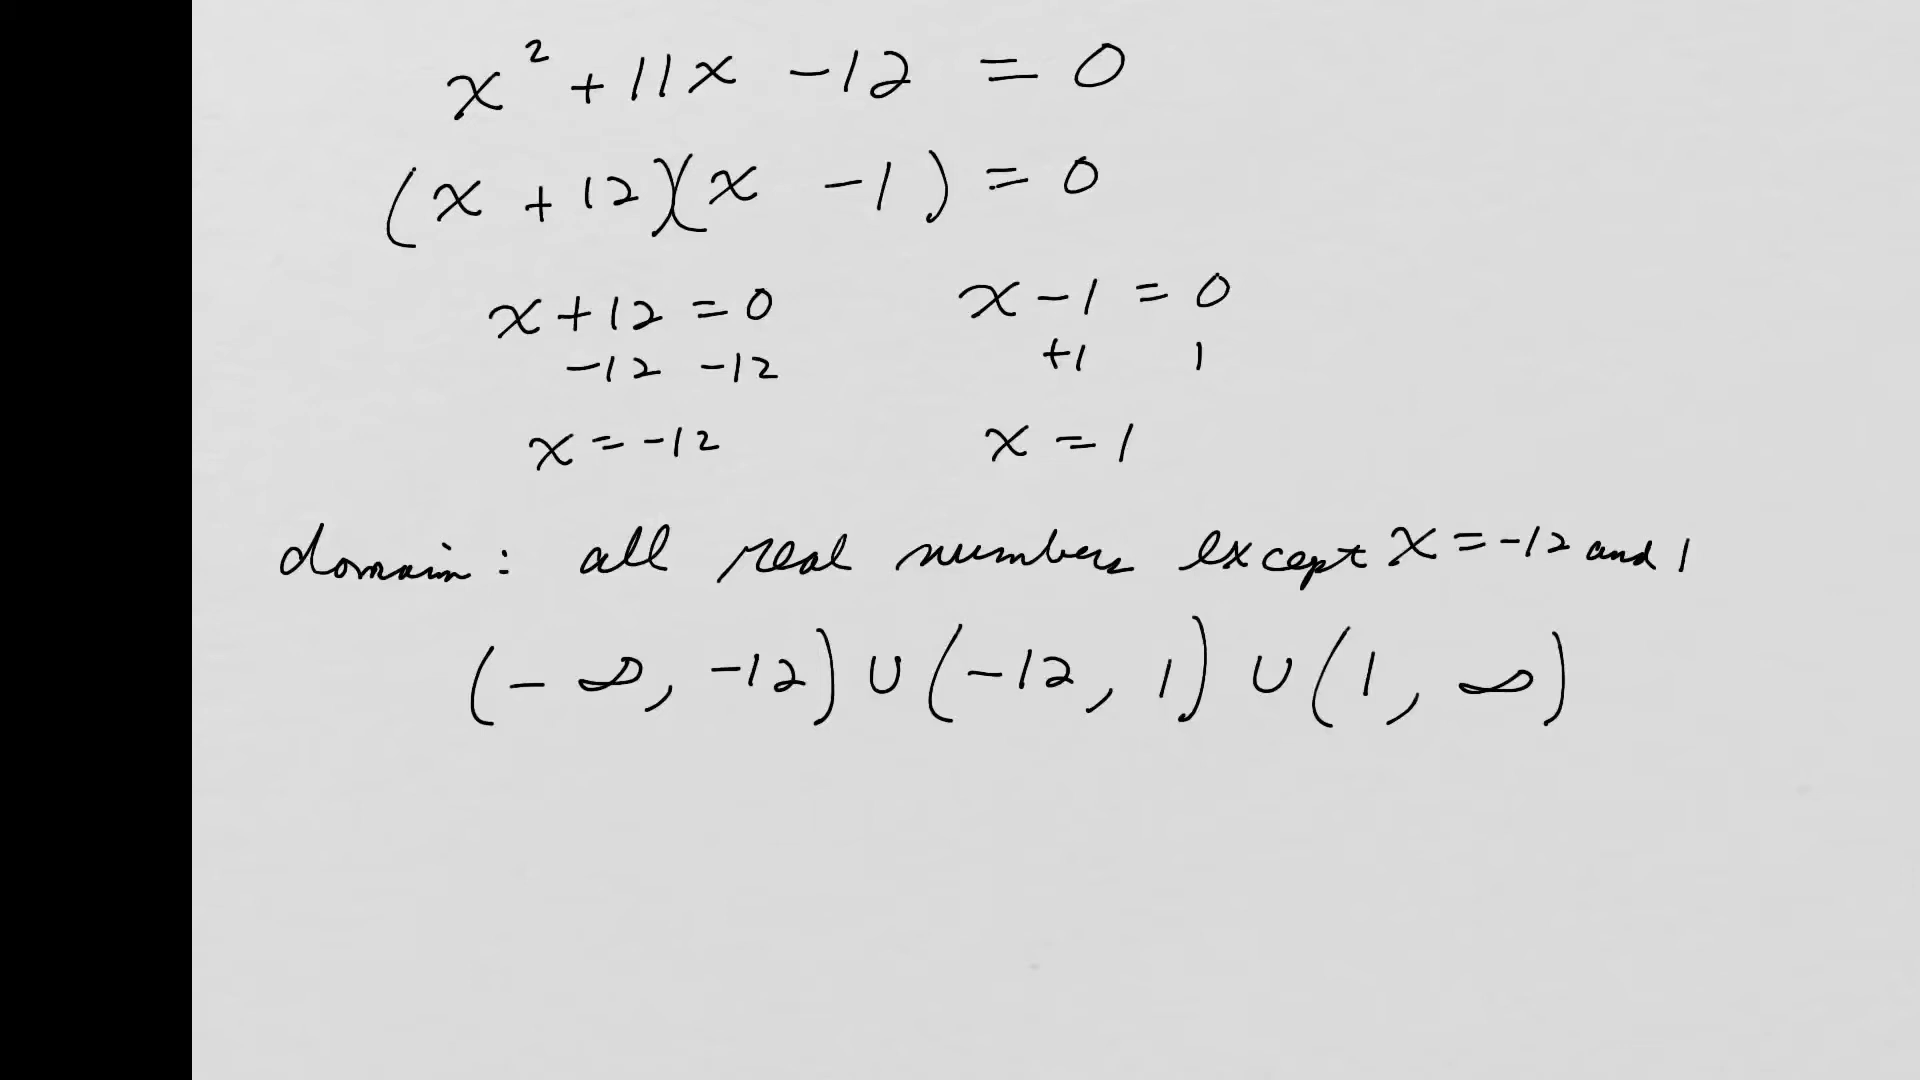 x² + 11x - 12 = 0
(x + 12)(x - 1) = 0
x + 12 = 0 x - 1 = 0
-12 -12 +1 1
x = -12 x = 1
domain: all real numbers except x = -12 and 1
(-∞, -12) ∪ (-12, 1) ∪ (1, ∞)